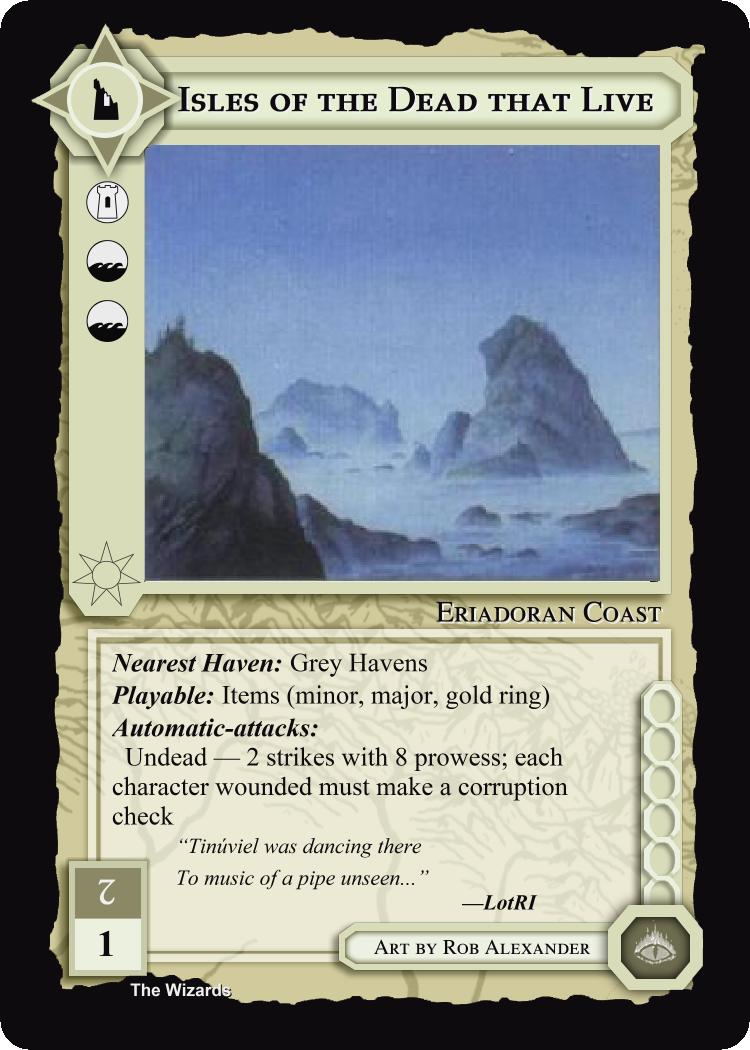 Isles of the Dead that Live
Eriadoran Coast
Nearest Haven: Grey Havens
Playable: Items (minor, major, gold ring)
Automatic-attacks:
Undead — 2 strikes with 8 prowess; each
character wounded must make a corruption
check
“Tinúviel was dancing there
To music of a pipe unseen...”
—LotRI
2
1
Art by Rob Alexander
The Wizards